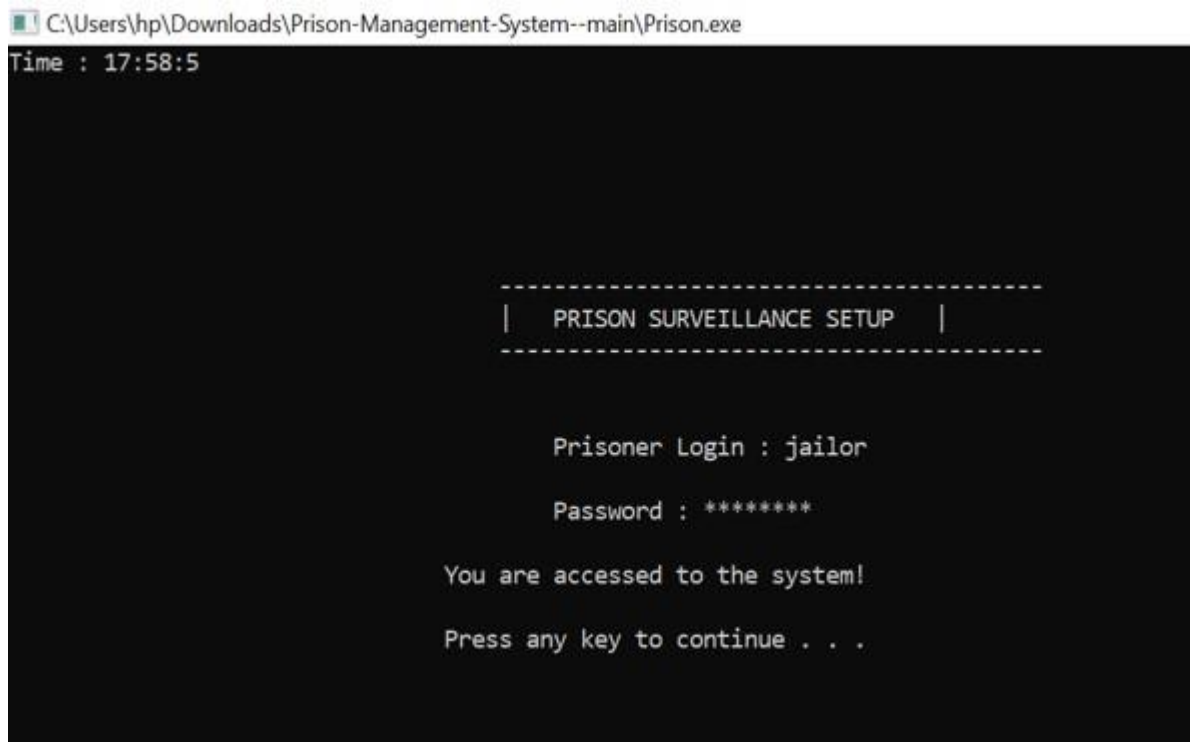 C:\Users\hp\Downloads\Prison-Management-System--main\Prison.exe
Time : 17:58:5
----------------------------------------
|   PRISON SURVEILLANCE SETUP   |
----------------------------------------
Prisoner Login : jailor
Password : ********
You are accessed to the system!
Press any key to continue . . .